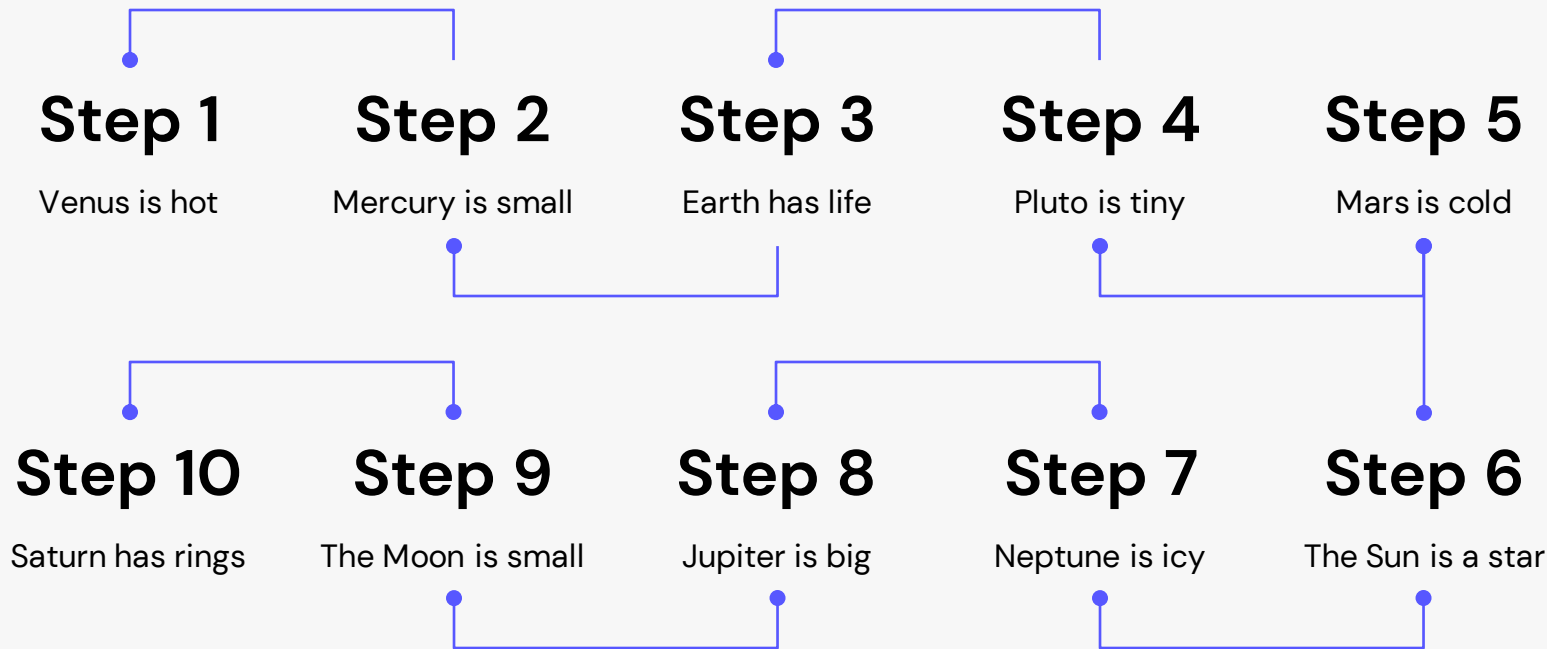 Step 1
Venus is hot
Step 2
Mercury is small
Step 3
Earth has life
Step 4
Pluto is tiny
Step 5
Mars is cold
Step 10
Saturn has rings
Step 9
The Moon is small
Step 8
Jupiter is big
Step 7
Neptune is icy
Step 6
The Sun is a star